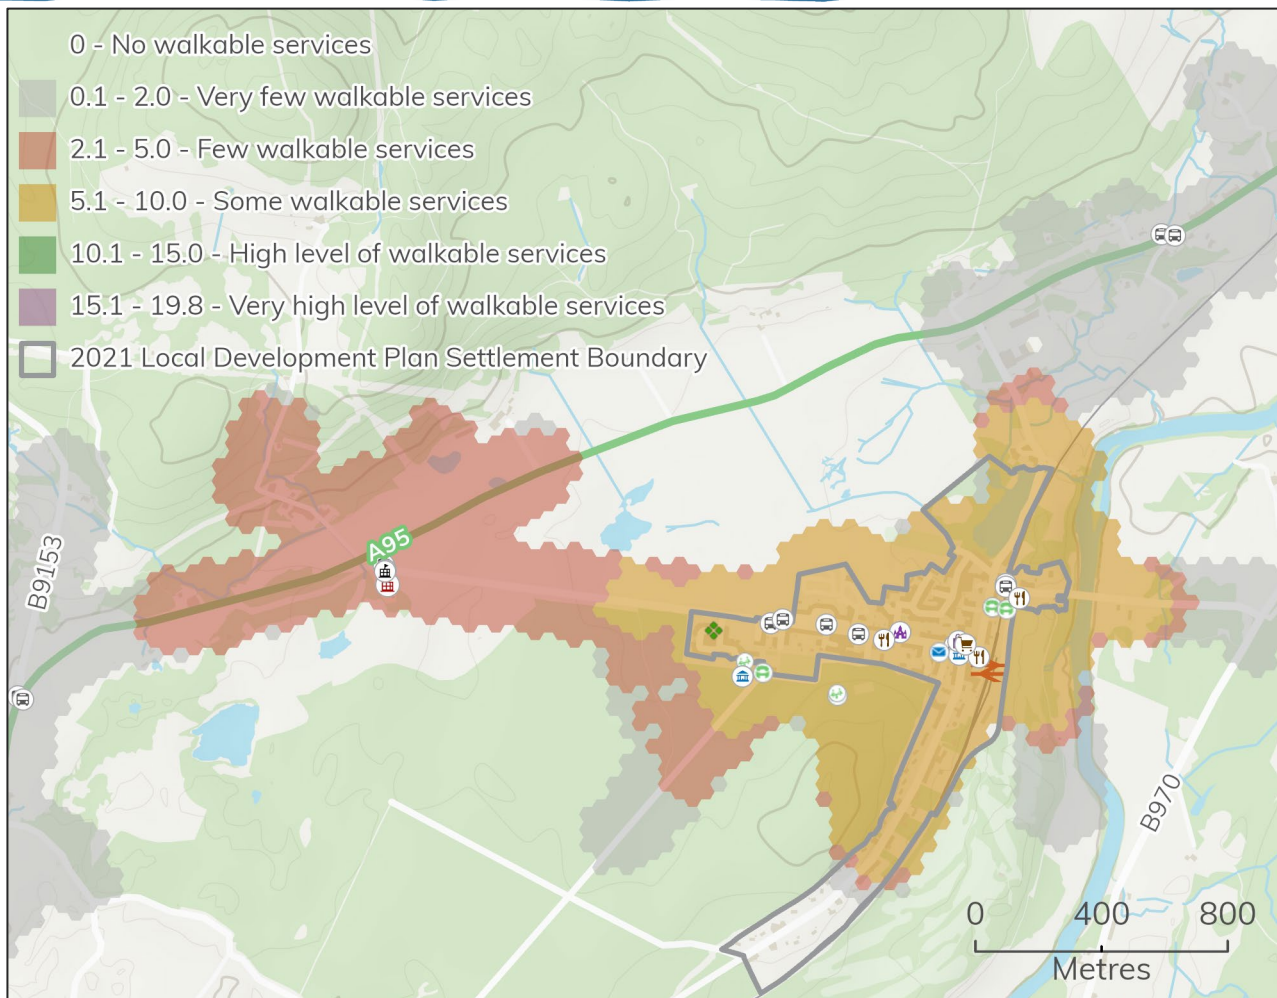 0 - No walkable services
0.1 - 2.0 - Very few walkable services
2.1 - 5.0 - Few walkable services
5.1 - 10.0 - Some walkable services
10.1 - 15.0 - High level of walkable services
15.1 - 19.8 - Very high level of walkable services
2021 Local Development Plan Settlement Boundary
A95
B9153
B970
0 400 800
Metres